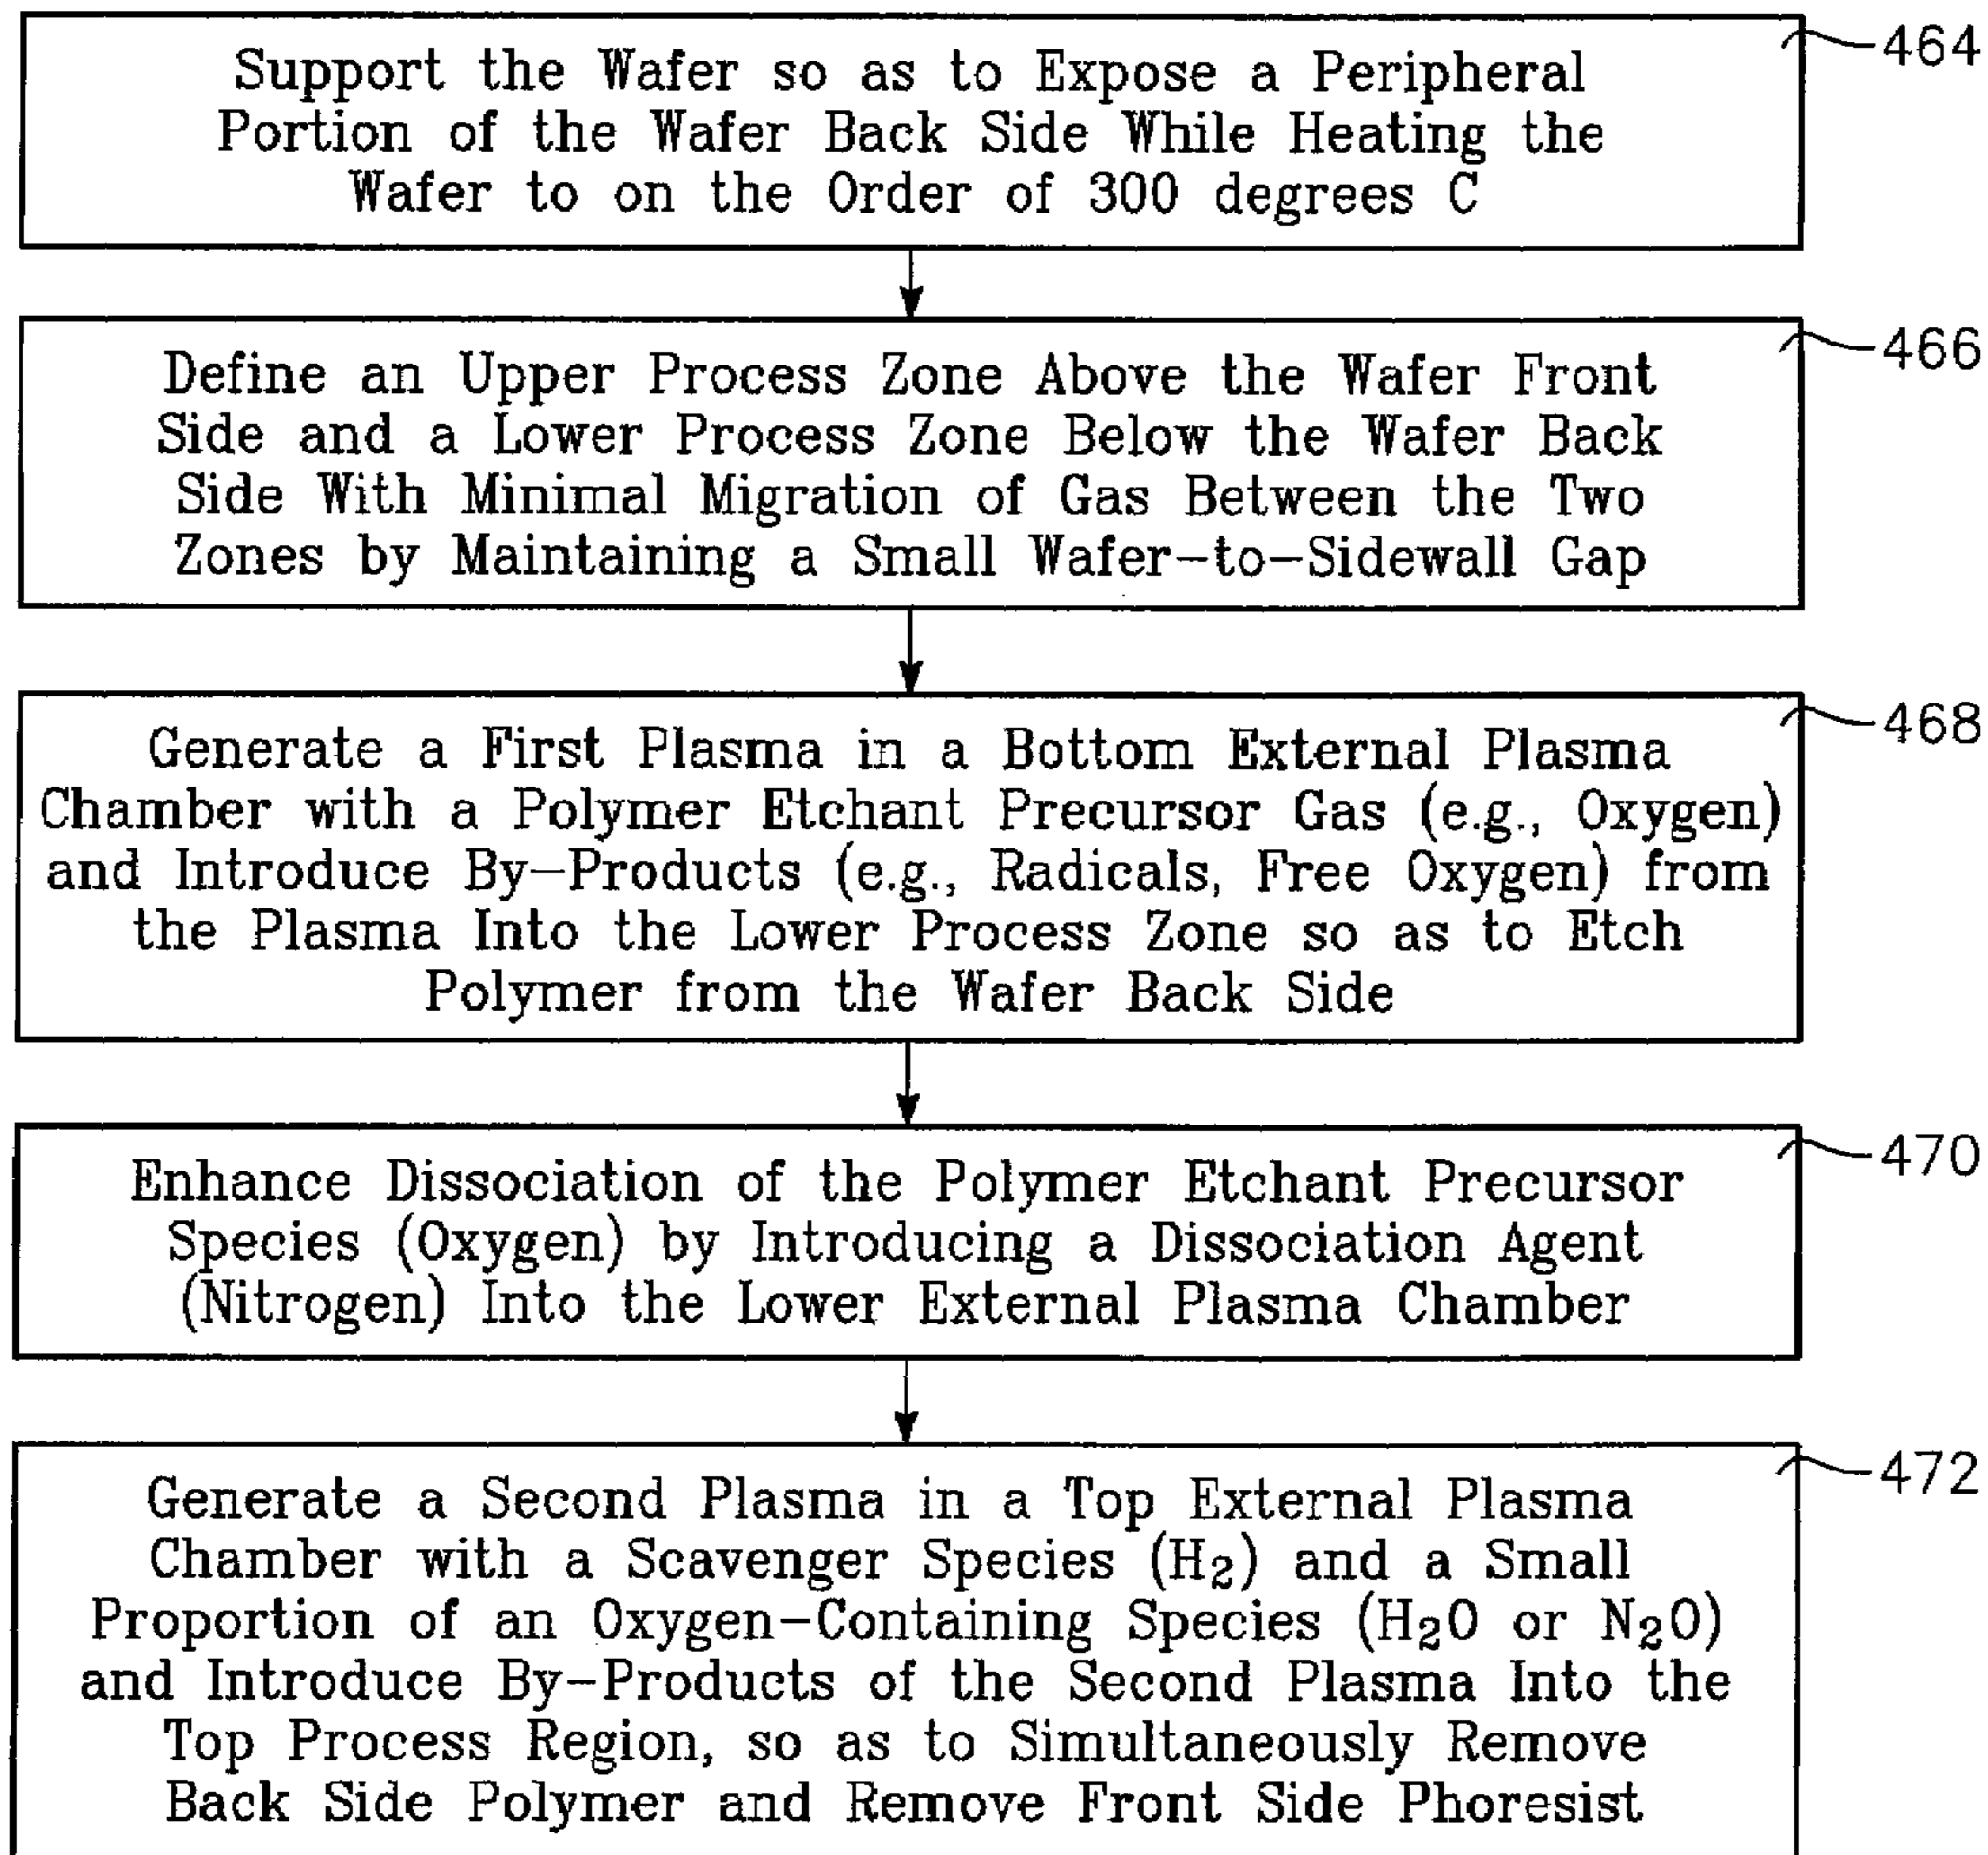 Support the Wafer so as to Expose a Peripheral
Portion of the Wafer Back Side While Heating the
Wafer to on the Order of 300 degrees C
464
Define an Upper Process Zone Above the Wafer Front
Side and a Lower Process Zone Below the Wafer Back
Side With Minimal Migration of Gas Between the Two
Zones by Maintaining a Small Wafer-to-Sidewall Gap
466
Generate a First Plasma in a Bottom External Plasma
Chamber with a Polymer Etchant Precursor Gas (e.g., Oxygen)
and Introduce By-Products (e.g., Radicals, Free Oxygen) from
the Plasma Into the Lower Process Zone so as to Etch
Polymer from the Wafer Back Side
468
Enhance Dissociation of the Polymer Etchant Precursor
Species (Oxygen) by Introducing a Dissociation Agent
(Nitrogen) Into the Lower External Plasma Chamber
470
Generate a Second Plasma in a Top External Plasma
Chamber with a Scavenger Species (H2) and a Small
Proportion of an Oxygen-Containing Species (H2O or N2O)
and Introduce By-Products of the Second Plasma Into the
Top Process Region, so as to Simultaneously Remove
Back Side Polymer and Remove Front Side Phoresist
472